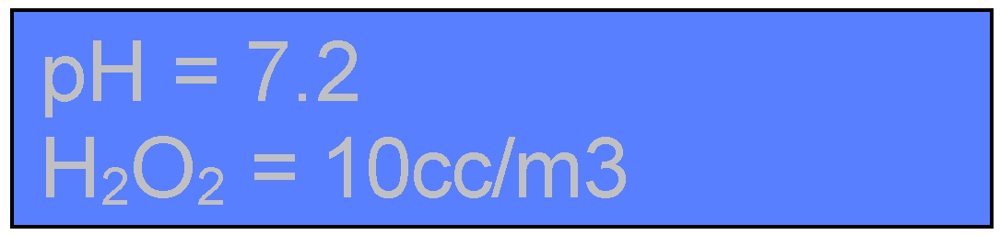 pH = 7.2
H₂O₂ = 10cc/m3